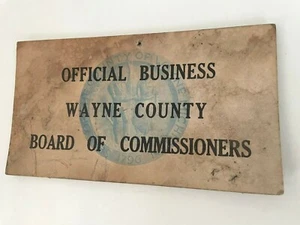 OFFICIAL BUSINESS
WAYNE COUNTY
BOARD OF COMMISSIONERS